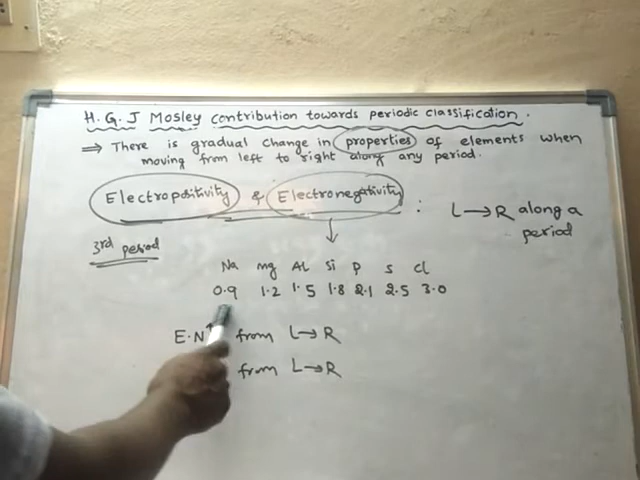 H.G.J Mosley contribution towards periodic classification.
⇒ There is gradual change in properties of elements when
moving from left to right along any period.
Electropositivity & Electronegativity : L→R along a
period
3rd period
Na mg Al Si P S Cl
0.9 1.2 1.5 1.8 2.1 2.5 3.0
E.N↑ from L→R
from L→R